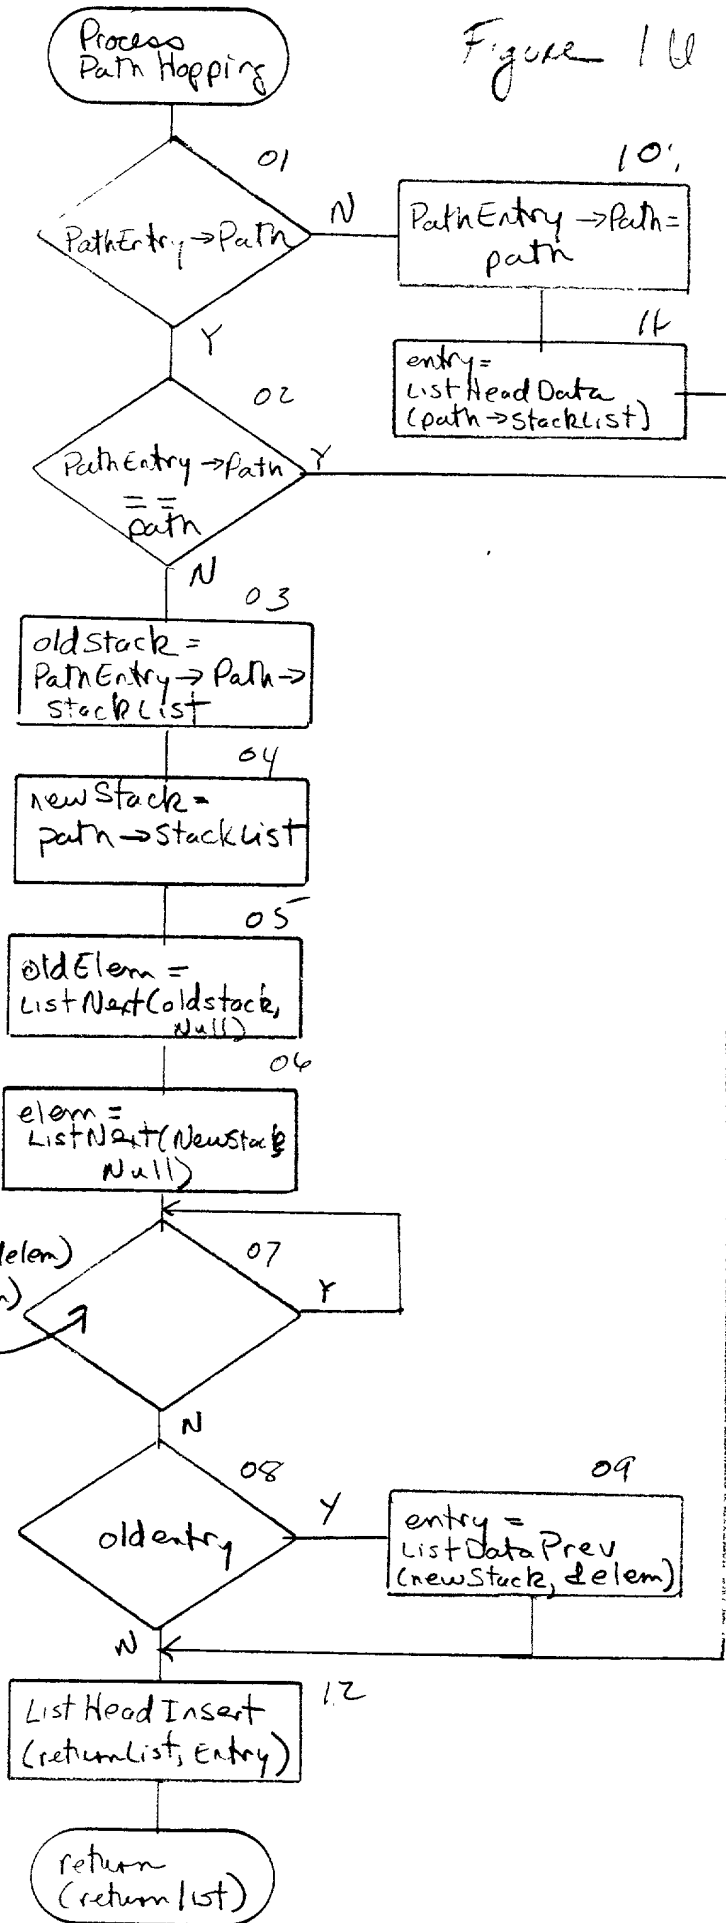 Process
Path Hopping
Figure 16
01
PathEntry→Path
N
Y
10
PathEntry→Path=
path
11
entry=
ListHeadData
(path→StackList)
02
PathEntry→Path
==
path
Y
N
03
oldStack=
PathEntry→Path→
StackList
04
newStack=
path→StackList
05
oldElem=
ListNext(oldstack,
Null)
06
elem=
ListNext(NewStack
Null)
elem)
)
07
Y
N
08
oldentry
Y
N
09
entry=
ListDataPrev
(newStack, &elem)
12
ListHeadInsert
(returnList, Entry)
return
(returnlist)